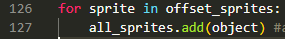 126 for sprite in offset_sprites:
127 all_sprites.add(object) #a